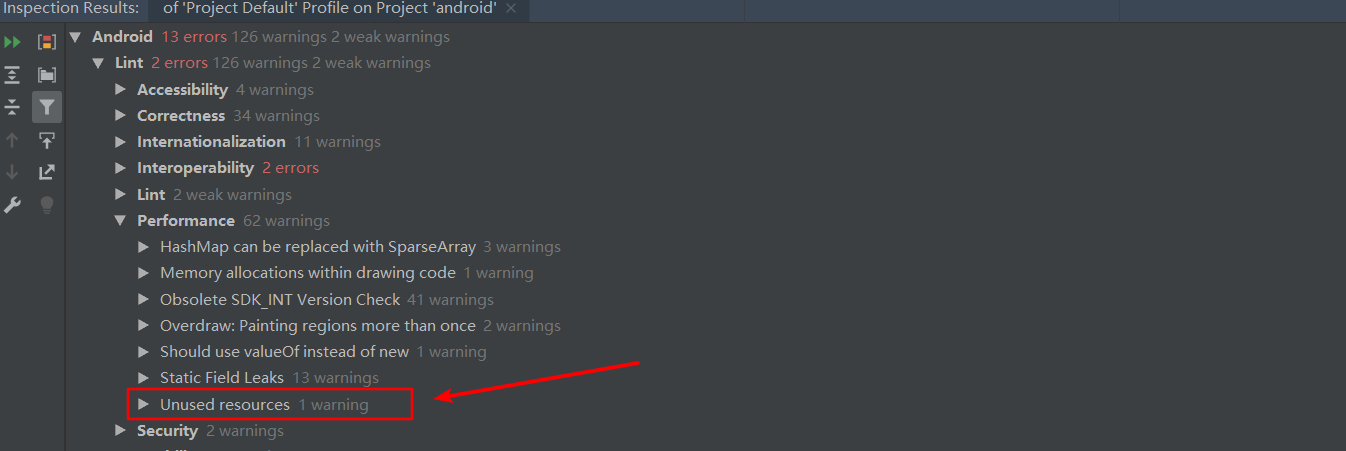 Inspection Results: of 'Project Default' Profile on Project 'android'
Android 13 errors 126 warnings 2 weak warnings
Lint 2 errors 126 warnings 2 weak warnings
Accessibility 4 warnings
Correctness 34 warnings
Internationalization 11 warnings
Interoperability 2 errors
Lint 2 weak warnings
Performance 62 warnings
HashMap can be replaced with SparseArray 3 warnings
Memory allocations within drawing code 1 warning
Obsolete SDK_INT Version Check 41 warnings
Overdraw: Painting regions more than once 2 warnings
Should use valueOf instead of new 1 warning
Static Field Leaks 13 warnings
Unused resources 1 warning
Security 2 warnings